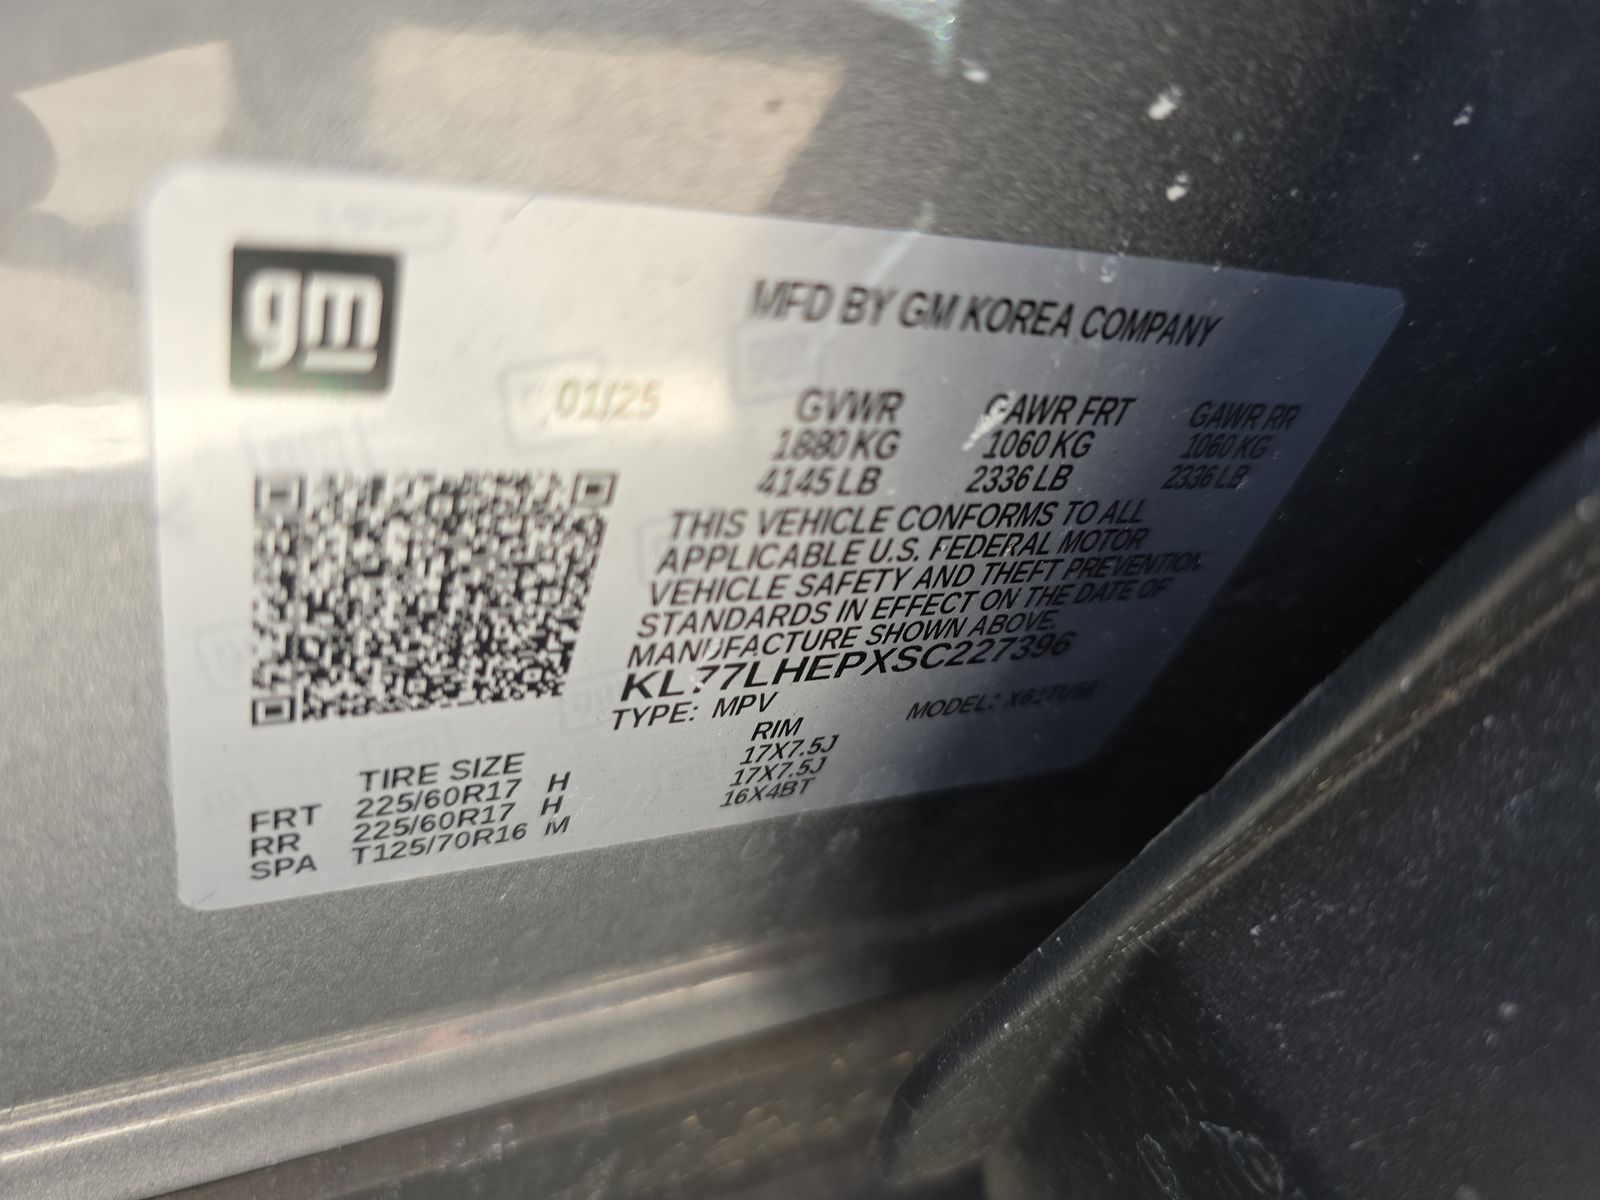 gm
MFD BY GM KOREA COMPANY
01/25
GVWR GAWR FRT GAWR RR
1880 KG 1060 KG 1060 KG
4145 LB 2336 LB 2336 LB
THIS VEHICLE CONFORMS TO ALL
APPLICABLE U.S. FEDERAL MOTOR
VEHICLE SAFETY AND THEFT PREVENTION
STANDARDS IN EFFECT ON THE DATE OF
MANUFACTURE SHOWN ABOVE.
KL77LHEPXSC227396
TYPE: MPV MODEL:
TIRE SIZE RIM
FRT 225/60R17 H 17X7.5J
RR 225/60R17 H 17X7.5J
SPA T125/70R16 M 16X4BT